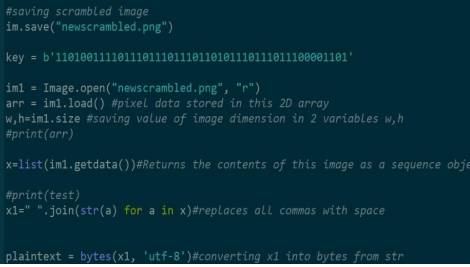 #saving scrambled image
im.save("newscrambled.png")
key = b'11010011110111011101110110101110111011100001101'
im1 = Image.open("newscrambled.png", "r")
arr = im1.load() #pixel data stored in this 2D array
w,h=im1.size #saving value of image dimension in 2 variables w,h
#print(arr)
x=list(im1.getdata())#Returns the contents of this image as a sequence obje
#print(test)
x1=" ".join(str(a) for a in x)#replaces all commas with space
plaintext = bytes(x1, 'utf-8')#converting x1 into bytes from str